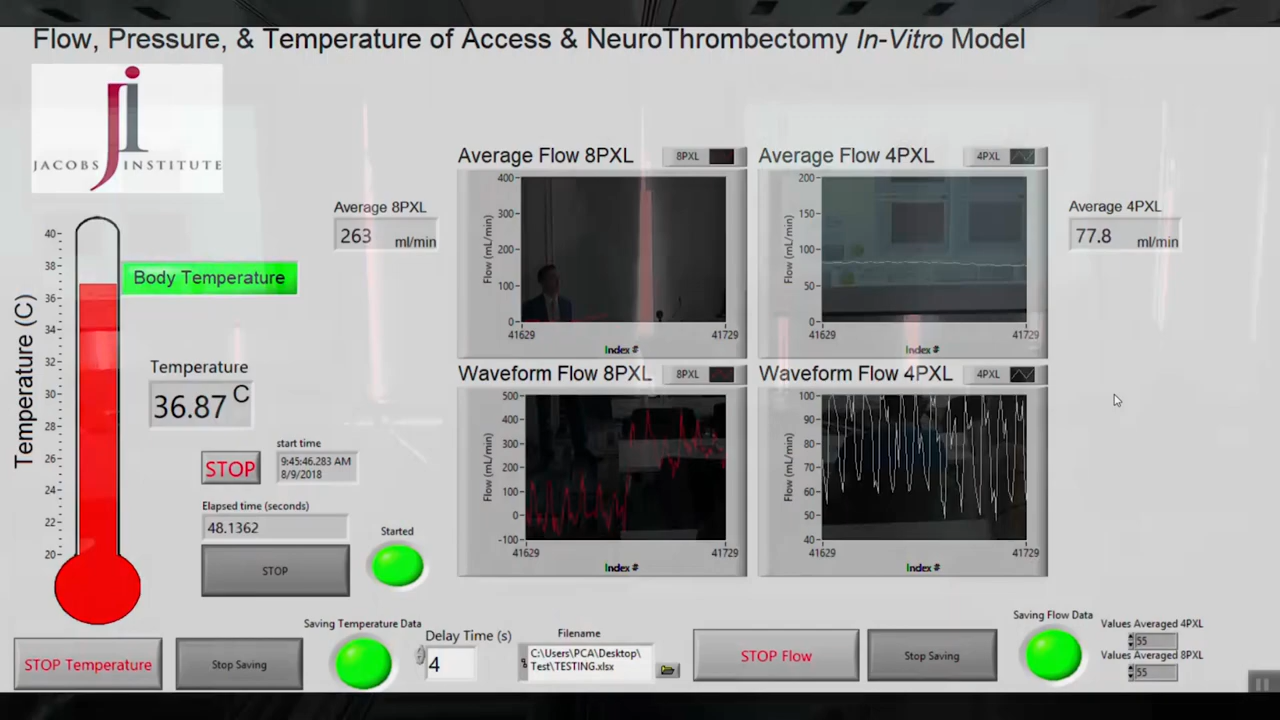 Flow, Pressure, & Temperature of Access & NeuroThrombectomy In-Vitro Model
JACOBS INSTITUTE
Average Flow 8PXL
8PXL
Average Flow 4PXL
4PXL
Average 8PXL
263 ml/min
Average 4PXL
77.8 ml/min
Flow (mL/min)
400
300
200
100
0
41629
41729
Index #
Flow (mL/min)
200
150
100
50
0
41629
41729
Index #
Temperature (C)
40
38
36
34
32
30
28
26
24
22
20
Body Temperature
Temperature
36.87 C
Waveform Flow 8PXL
8PXL
Waveform Flow 4PXL
4PXL
Flow (mL/min)
500
400
300
200
100
0
-100
41629
41729
Index #
Flow (mL/min)
100
90
80
70
60
50
40
41629
41729
Index #
STOP
start time
9:45:46.283 AM
8/9/2018
Elapsed time (seconds)
48.1362
STOP
Started
STOP Temperature
Stop Saving
Saving Temperature Data
Delay Time (s)
4
Filename
C:\Users\PCA\Desktop\
Test\TESTING.xlsx
STOP Flow
Stop Saving
Saving Flow Data
Values Averaged 4PXL
55
Values Averaged 8PXL
55